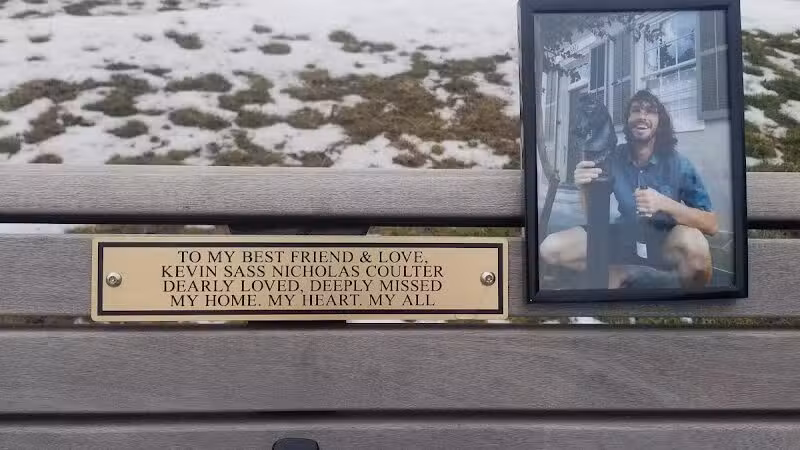 TO MY BEST FRIEND & LOVE,
KEVIN SASS NICHOLAS COULTER
DEARLY LOVED, DEEPLY MISSED
MY HOME. MY HEART. MY ALL